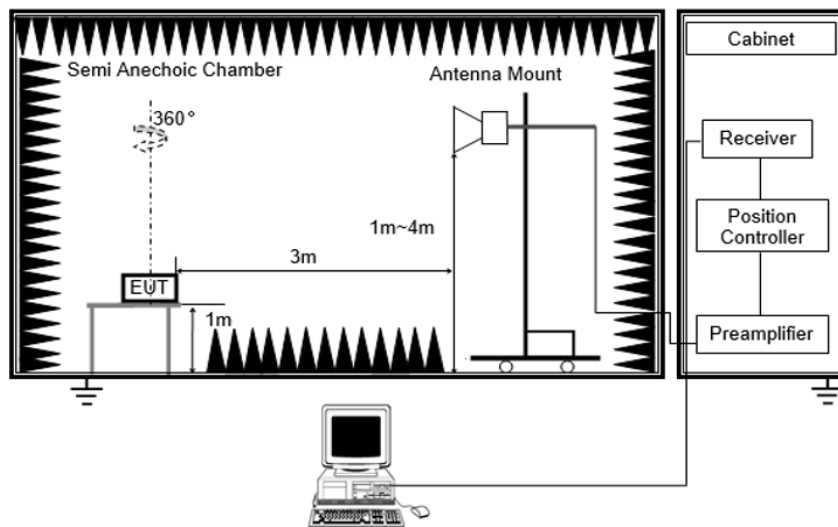 Semi Anechoic Chamber
Antenna Mount
Cabinet
360°
Receiver
1m~4m
Position
Controller
3m
EUT
1m
Preamplifier